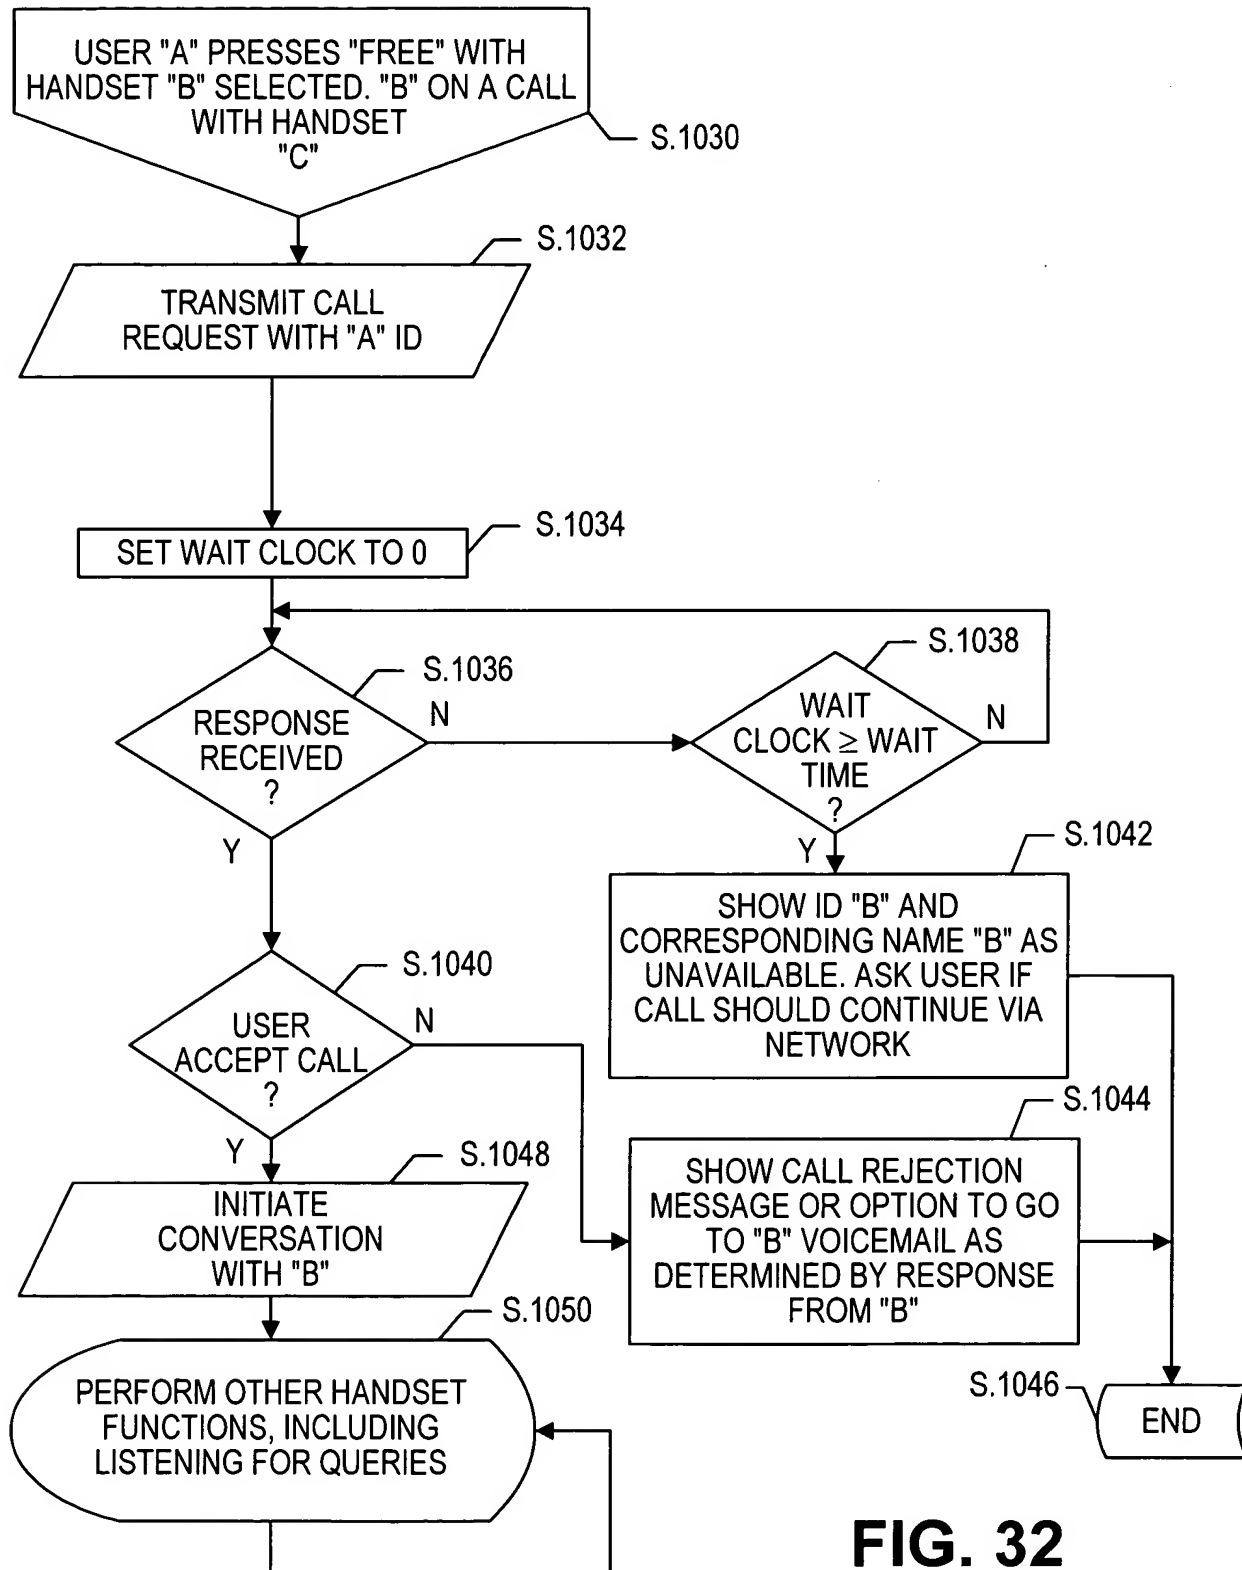 USER "A" PRESSES "FREE" WITH
HANDSET "B" SELECTED. "B" ON A CALL
WITH HANDSET
"C"
S.1030
S.1032
TRANSMIT CALL
REQUEST WITH "A" ID
S.1034
SET WAIT CLOCK TO 0
S.1036
RESPONSE
RECEIVED
?
N
Y
S.1038
WAIT
CLOCK ≥ WAIT
TIME
?
N
Y
S.1042
SHOW ID "B" AND
CORRESPONDING NAME "B" AS
UNAVAILABLE. ASK USER IF
CALL SHOULD CONTINUE VIA
NETWORK
S.1040
USER
ACCEPT CALL
?
N
Y
S.1044
SHOW CALL REJECTION
MESSAGE OR OPTION TO GO
TO "B" VOICEMAIL AS
DETERMINED BY RESPONSE
FROM "B"
S.1048
INITIATE
CONVERSATION
WITH "B"
S.1050
PERFORM OTHER HANDSET
FUNCTIONS, INCLUDING
LISTENING FOR QUERIES
S.1046
END
FIG. 32